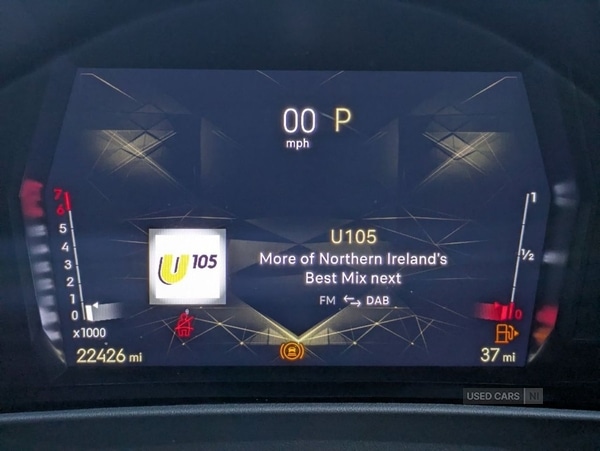 00 P
mph
7
6
5
4
3
2
1
0
x1000
22426 mi
U105
U105
More of Northern Ireland's
Best Mix next
FM DAB
1
1/2
0
37 mi
USED CARS NI